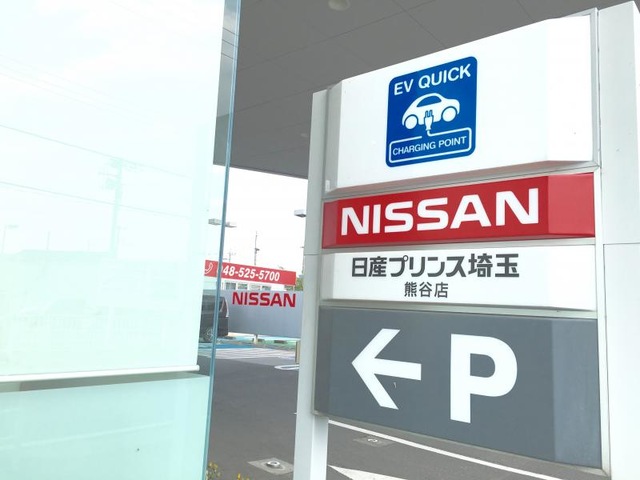 EV QUICK
CHARGING POINT
NISSAN
日産プリンス埼玉
熊谷店
←P
048-525-5700
NISSAN